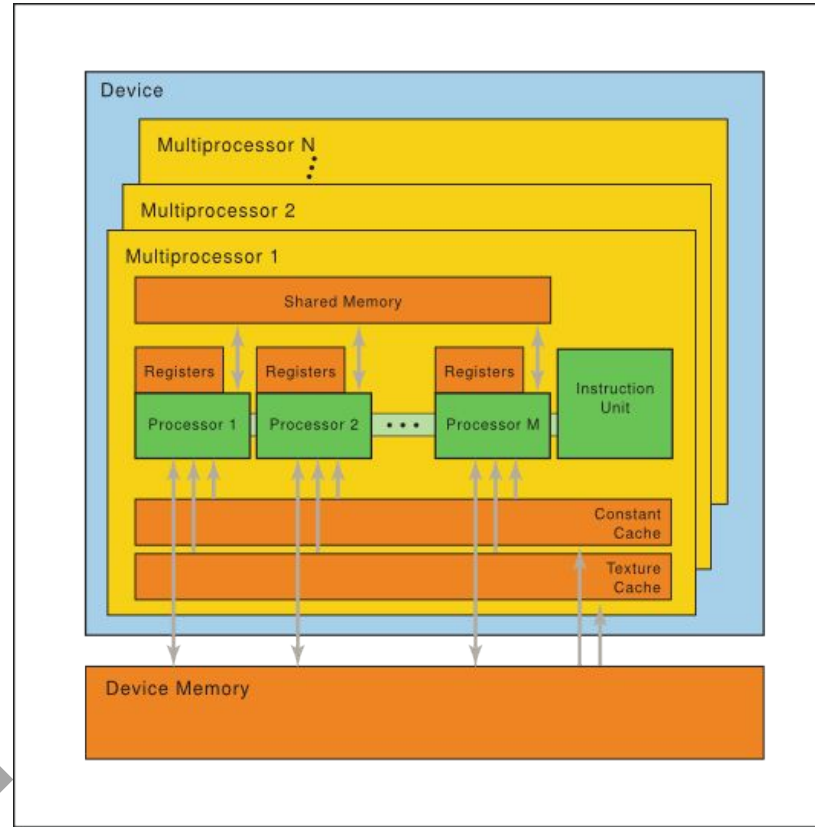 Device
Multiprocessor N
Multiprocessor 2
Multiprocessor 1
Shared Memory
Registers
Registers
Registers
Instruction
Unit
Processor 1
Processor 2
Processor M
Constant
Cache
Texture
Cache
Device Memory